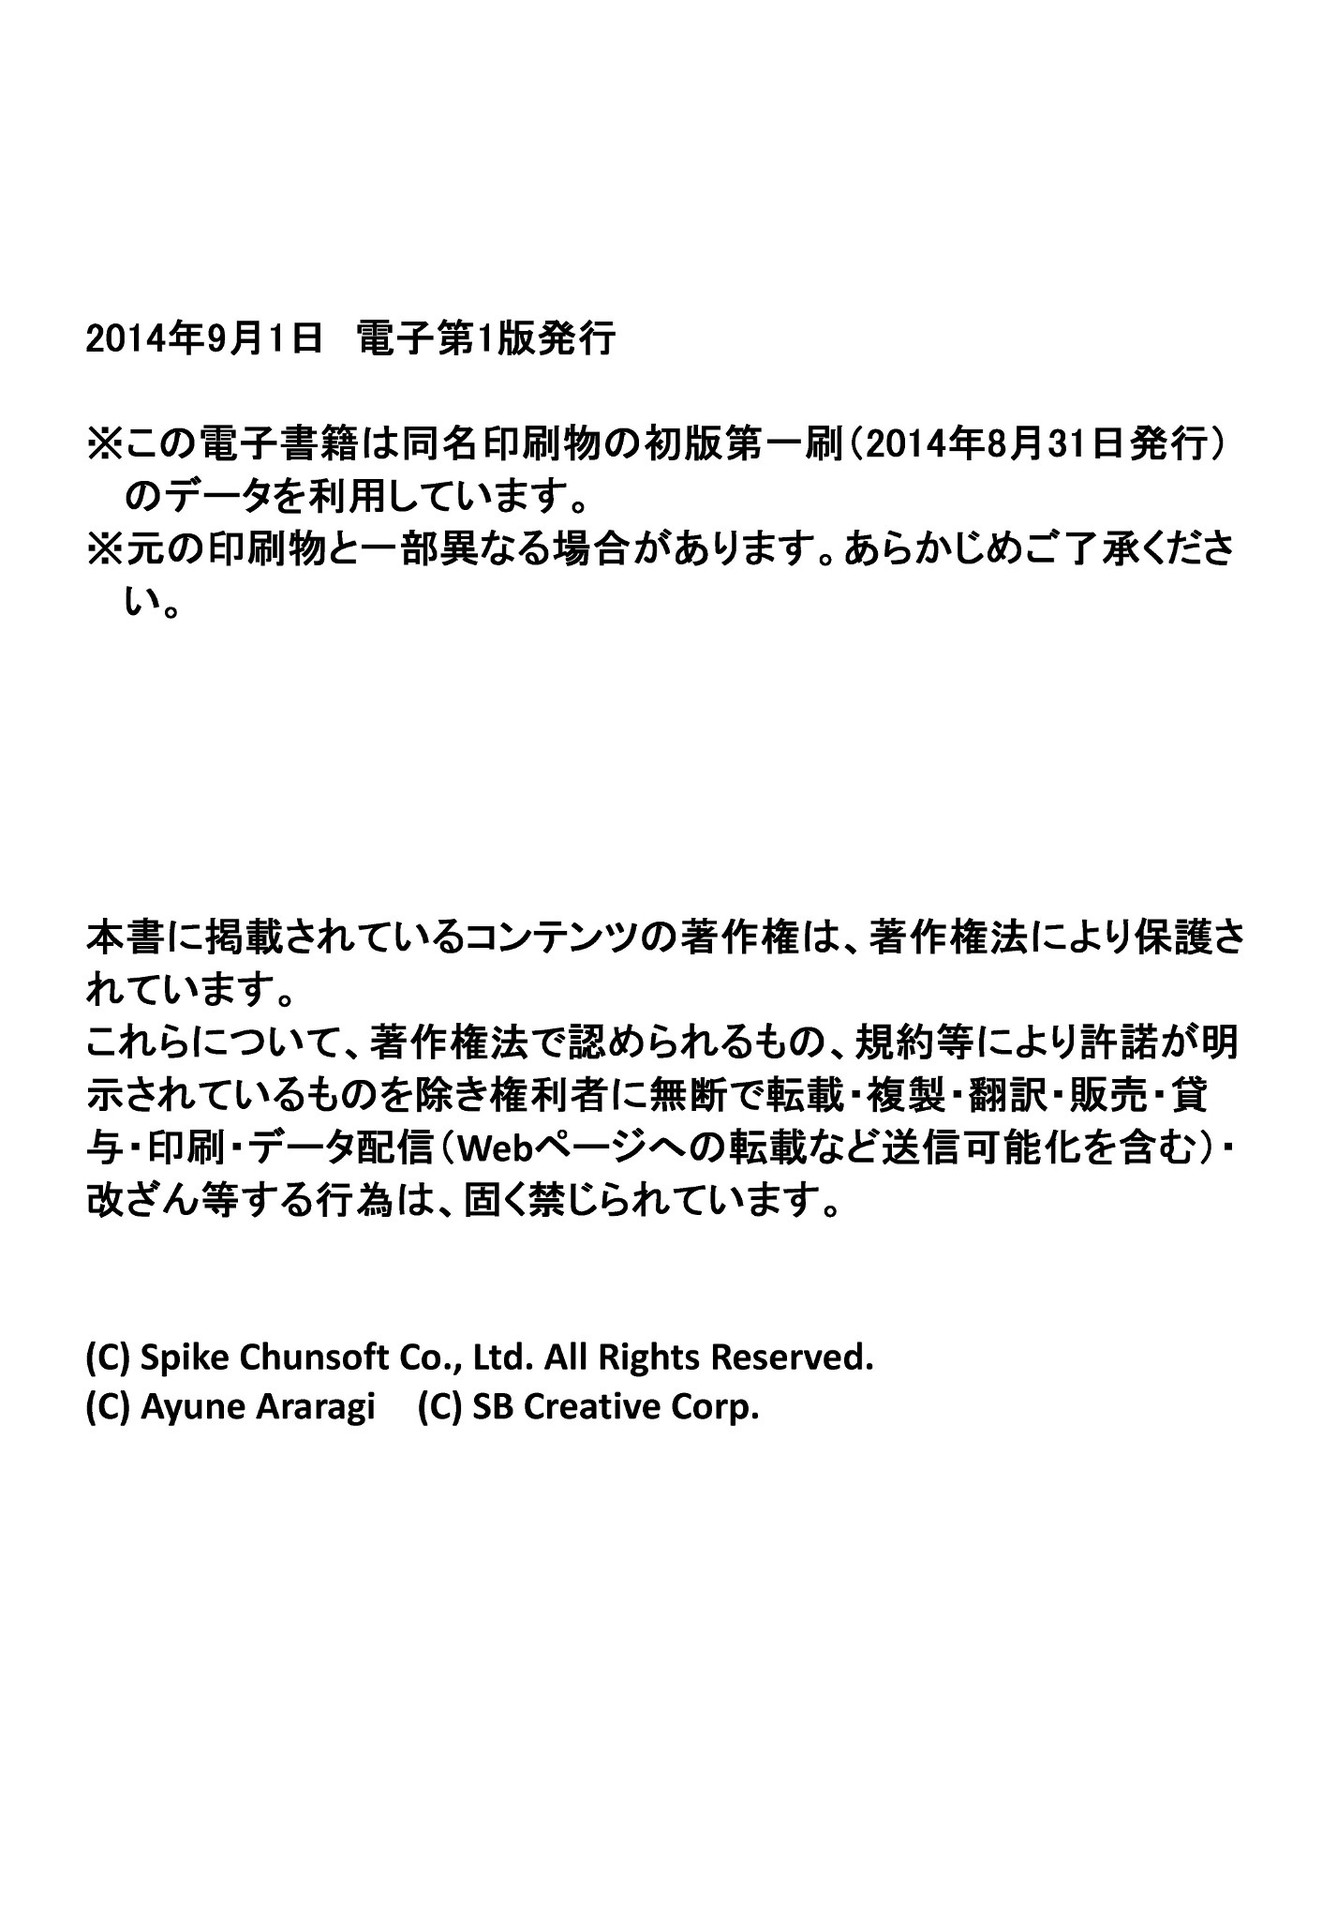 2014年9月1日　電子第1版発行
※この電子書籍は同名印刷物の初版第一刷（2014年8月31日発行）
のデータを利用しています。
※元の印刷物と一部異なる場合があります。あらかじめご了承くださ
い。
本書に掲載されているコンテンツの著作権は、著作権法により保護さ
れています。
これらについて、著作権法で認められるもの、規約等により許諾が明
示されているものを除き権利者に無断で転載・複製・翻訳・販売・貸
与・印刷・データ配信（Webページへの転載など送信可能化を含む）・
改ざん等する行為は、固く禁じられています。
(C) Spike Chunsoft Co., Ltd. All Rights Reserved.
(C) Ayune Araragi　(C) SB Creative Corp.